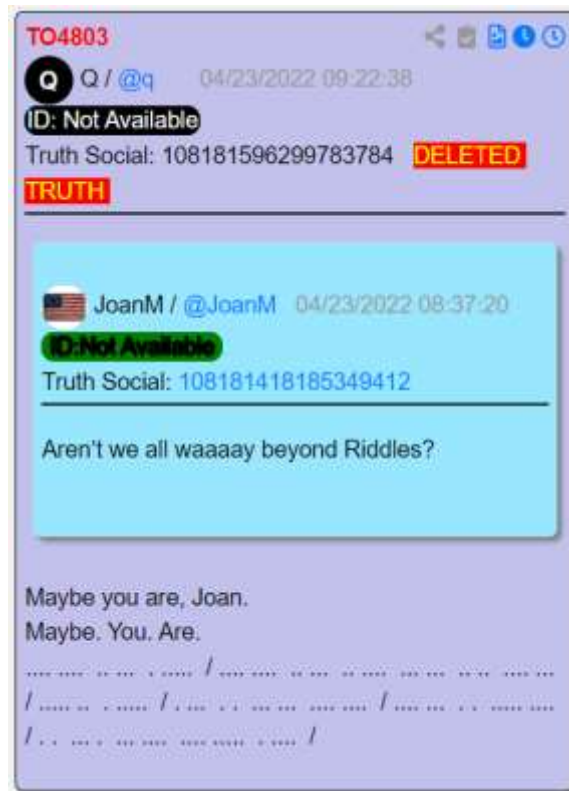 TO4803
Q
Q / @q 04/23/2022 09:22:38
ID: Not Available
Truth Social: 108181596299783784 DELETED
TRUTH
JoanM / @JoanM 04/23/2022 08:37:20
ID:Not Available
Truth Social: 108181418185349412
Aren't we all waaaay beyond Riddles?
Maybe you are, Joan.
Maybe. You. Are.
.... .... .. ... . ..... / .... .... .. ... .. .... ... ... .. .. .... ...
/ ..... .. . ..... / . ... . . ... ... .... .... / .... ... . . ..... ....
/ . . ... . ... .... .... ..... . .... /